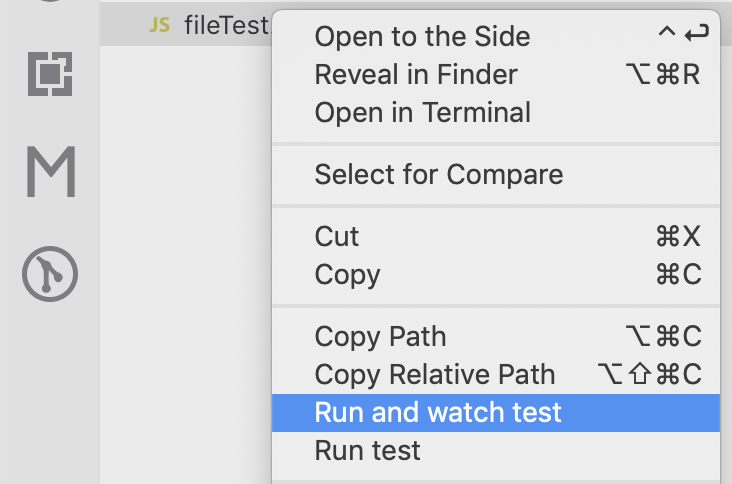 JS fileTest.
Open to the Side ^↩
Reveal in Finder ⌥⌘R
Open in Terminal
Select for Compare
Cut ⌘X
Copy ⌘C
Copy Path ⌥⌘C
Copy Relative Path ⌥⇧⌘C
Run and watch test
Run test